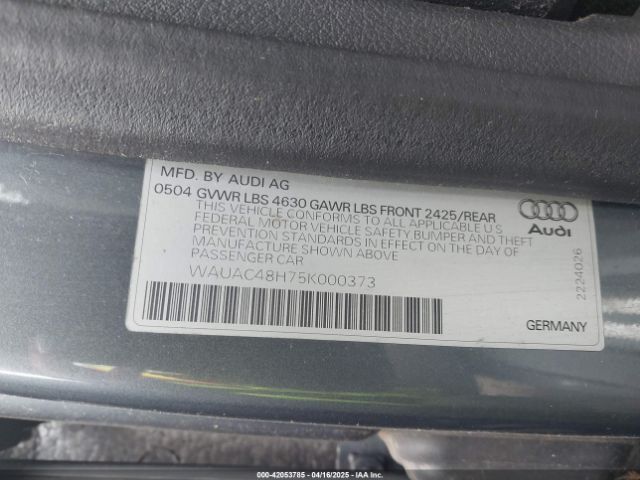 MFD. BY AUDI AG
0504 GVWR LBS 4630 GAWR LBS FRONT 2425/REAR
THIS VEHICLE CONFORMS TO ALL APPLICABLE U S
FEDERAL MOTOR VEHICLE SAFETY BUMPER AND THEFT
PREVENTION STANDARDS IN EFFECT ON THE DAY OF
MANUFACTURE SHOWN ABOVE
PASSENGER CAR
WAUAC48H75K000373
Audi
2224026
GERMANY
000-42053785 - 04/16/2025 - IAA Inc.